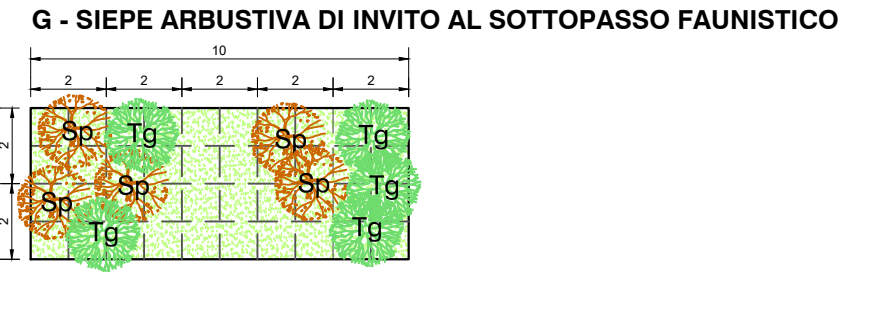 G - SIEPE ARBUSTIVA DI INVITO AL SOTTOPASSO FAUNISTICO
10
2 2 2 2 2
2
Sp Tg Sp Tg
Sp Sp Sp Tg
2
Tg Tg